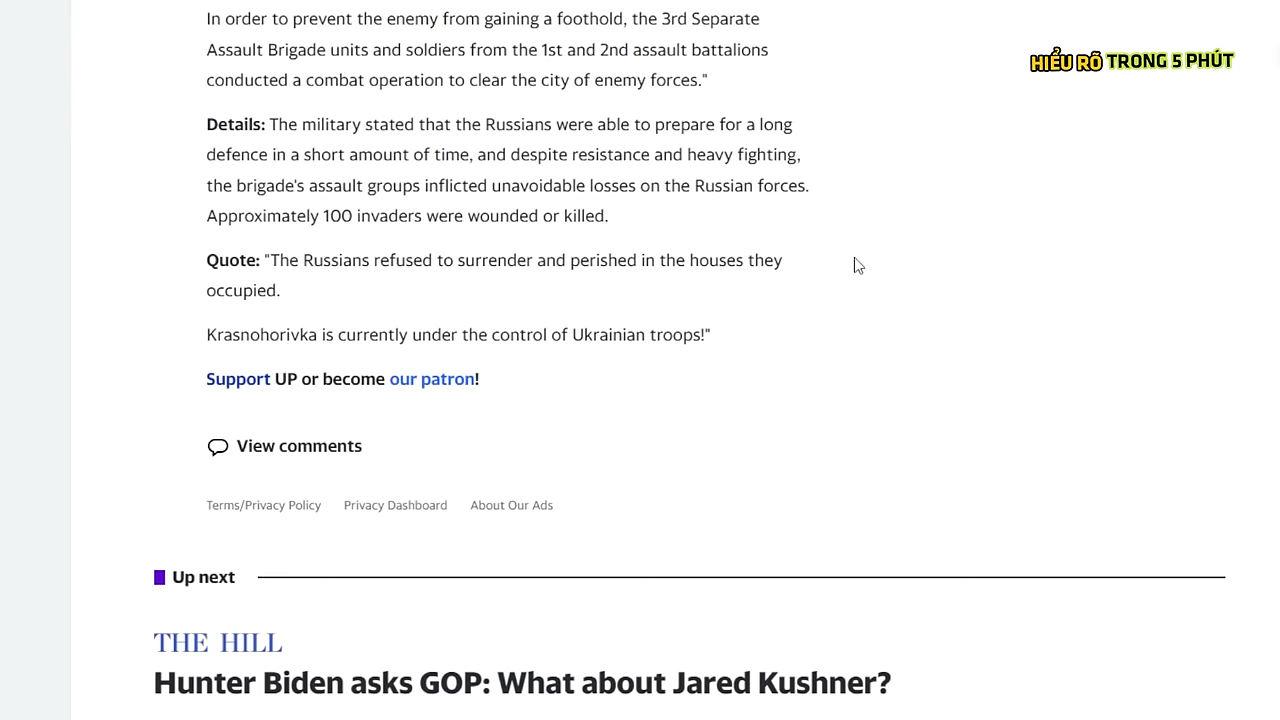 In order to prevent the enemy from gaining a foothold, the 3rd Separate
Assault Brigade units and soldiers from the 1st and 2nd assault battalions
conducted a combat operation to clear the city of enemy forces."
HIỂU RÕ TRONG 5 PHÚT
Details: The military stated that the Russians were able to prepare for a long
defence in a short amount of time, and despite resistance and heavy fighting,
the brigade's assault groups inflicted unavoidable losses on the Russian forces.
Approximately 100 invaders were wounded or killed.
Quote: "The Russians refused to surrender and perished in the houses they
occupied.
Krasnohorivka is currently under the control of Ukrainian troops!"
Support UP or become our patron!
View comments
Terms/Privacy Policy Privacy Dashboard About Our Ads
Up next
THE HILL
Hunter Biden asks GOP: What about Jared Kushner?